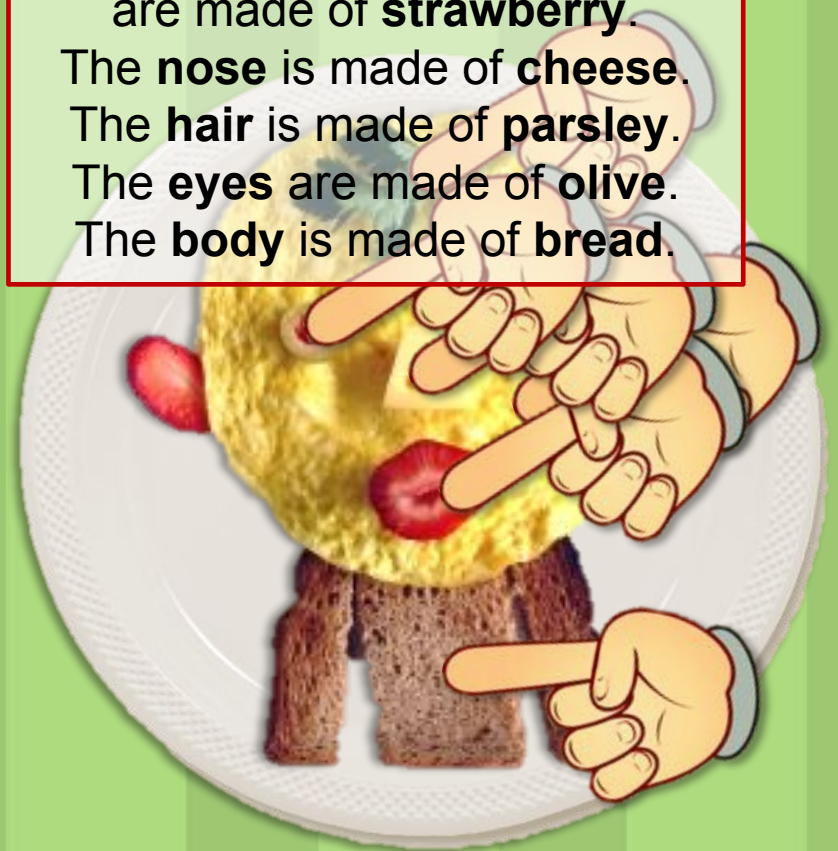 are made of strawberry.
The nose is made of cheese.
The hair is made of parsley.
The eyes are made of olive.
The body is made of bread.